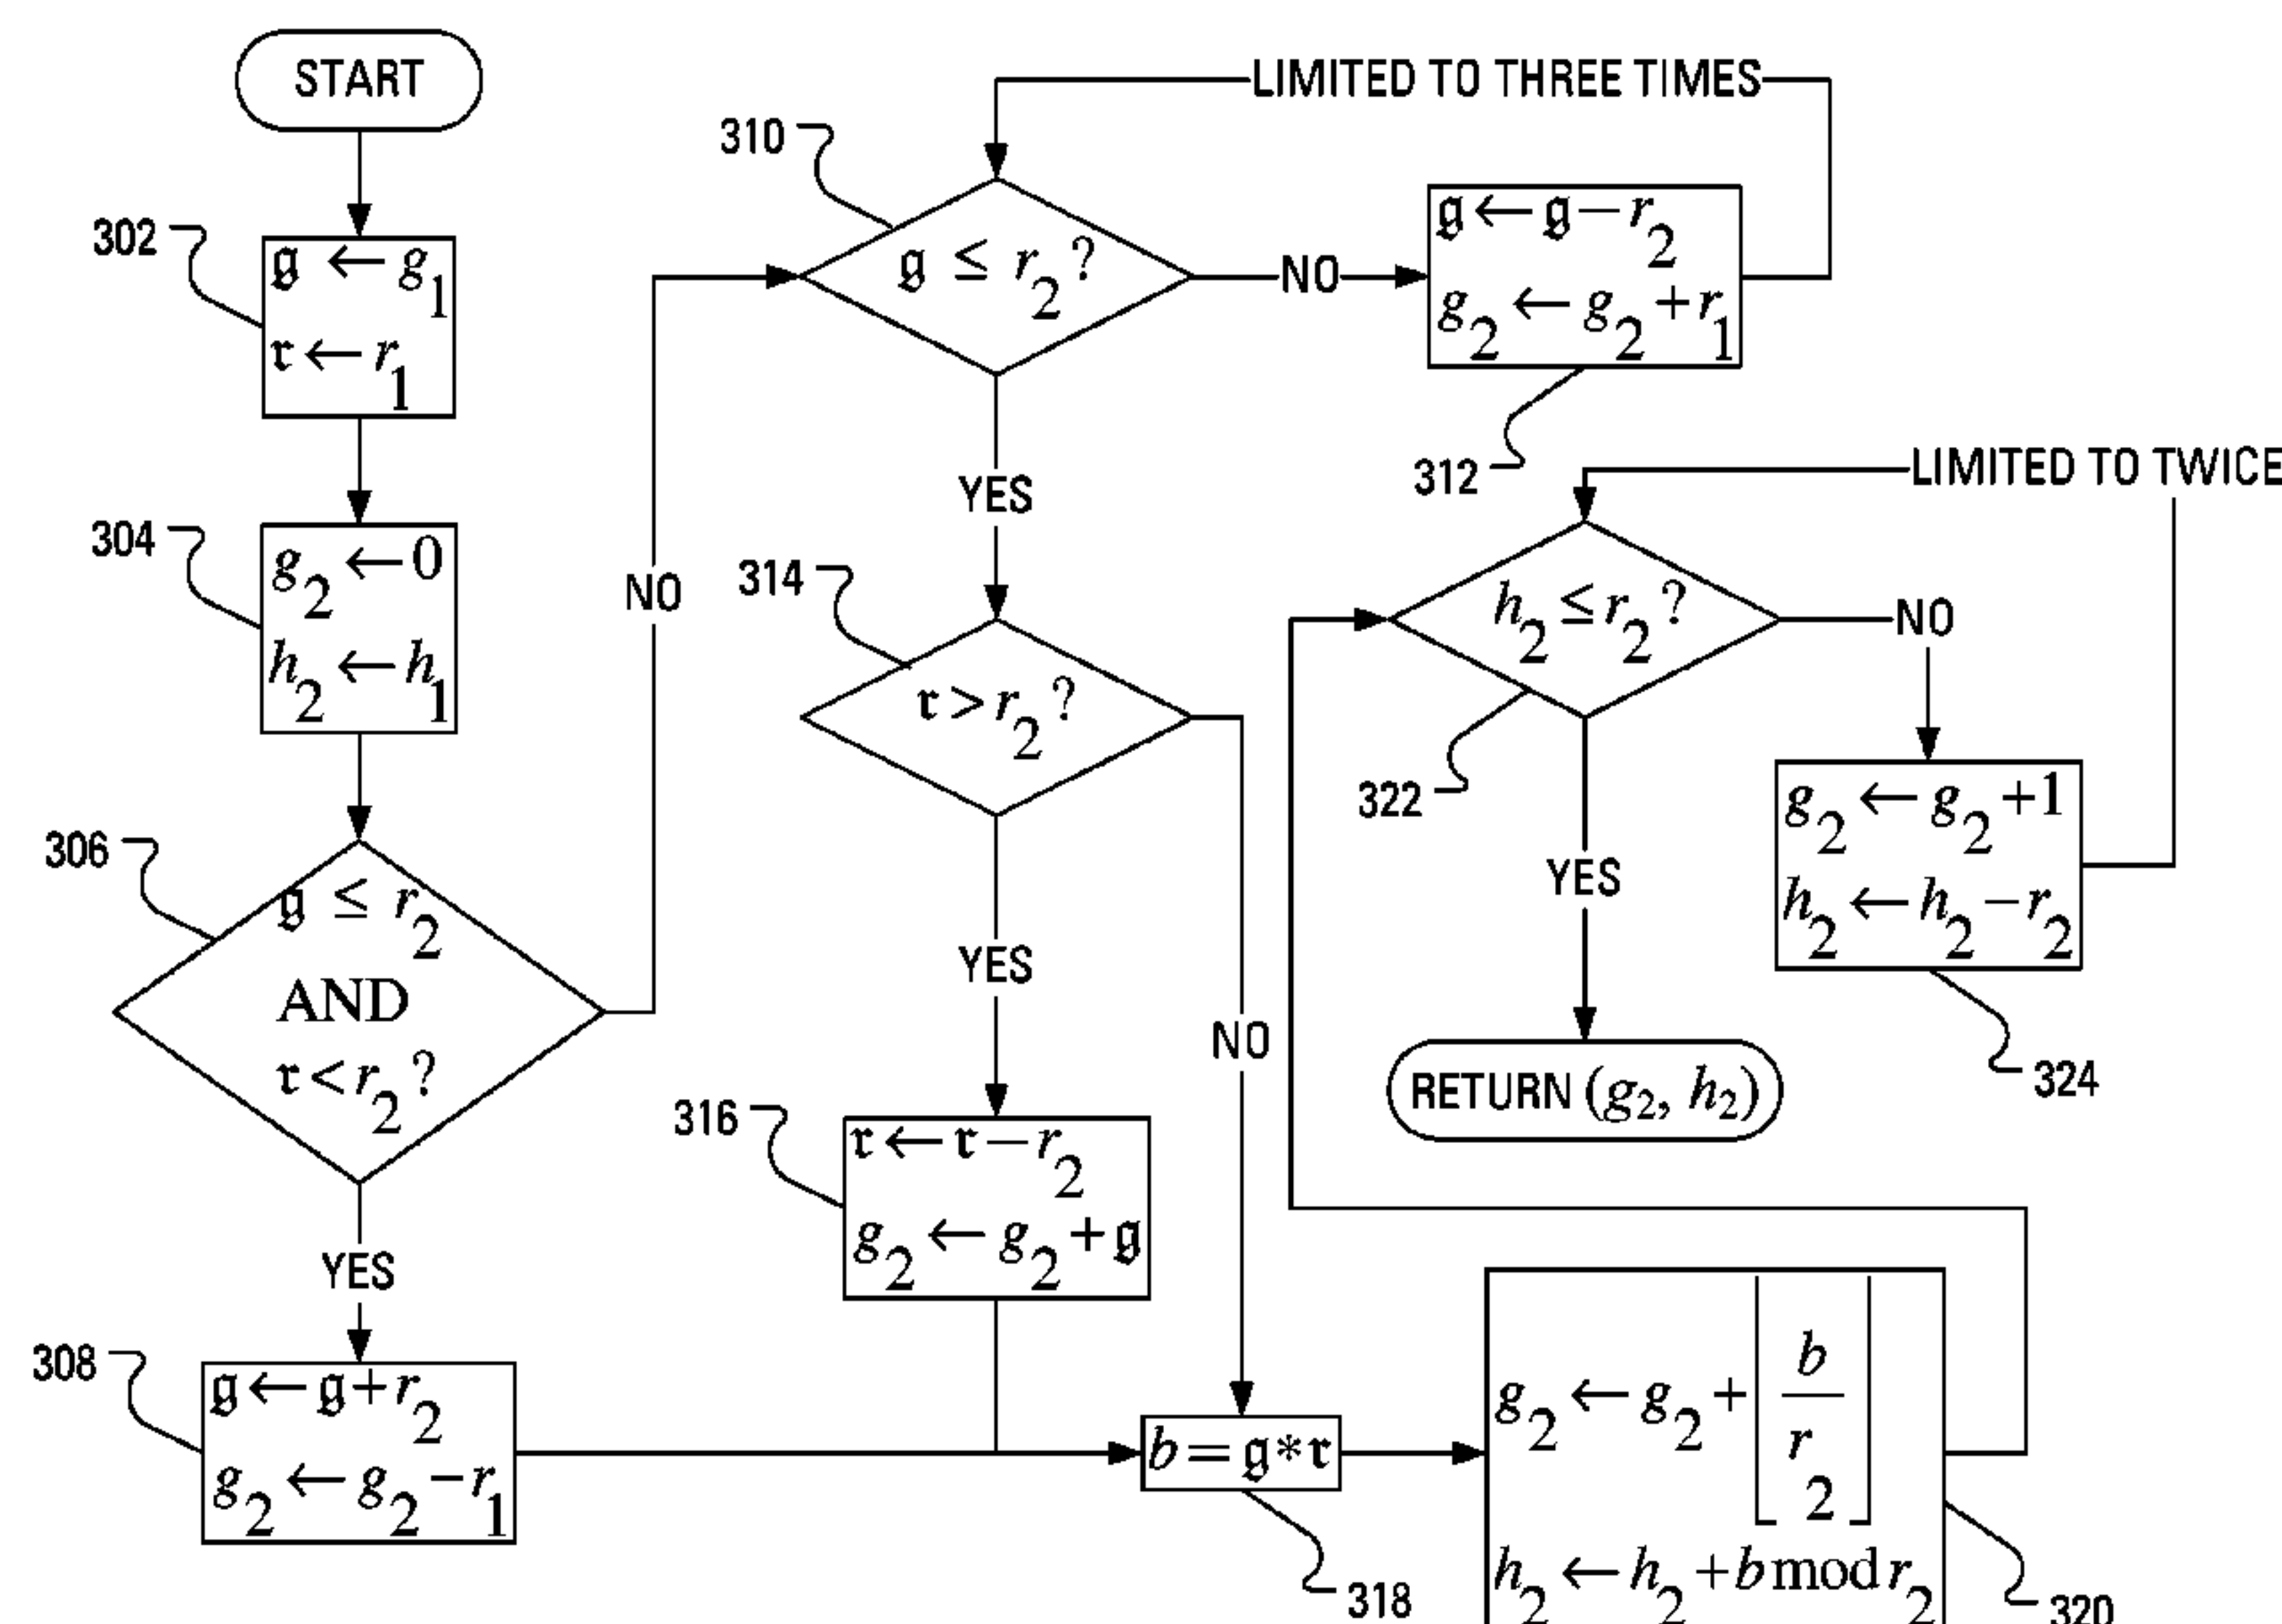 START
302
𝔤 ← g₁
𝔯 ← r₁
304
g₂ ← 0
h₂ ← h₁
306
𝔤 ≤ r₂
AND
𝔯 < r₂ ?
NO
YES
308
𝔤 ← 𝔤 + r₂
g₂ ← g₂ − r₁
LIMITED TO THREE TIMES
310
𝔤 ≤ r₂ ?
NO
312
𝔤 ← 𝔤 − r₂
g₂ ← g₂ + r₁
YES
314
𝔯 > r₂ ?
YES
NO
316
𝔯 ← 𝔯 − r₂
g₂ ← g₂ + 𝔤
318
b = 𝔤 * 𝔯
320
g₂ ← g₂ + ⌊b / r₂⌋
h₂ ← h₂ + b mod r₂
LIMITED TO TWICE
322
h₂ ≤ r₂ ?
NO
324
g₂ ← g₂ + 1
h₂ ← h₂ − r₂
YES
RETURN (g₂, h₂)